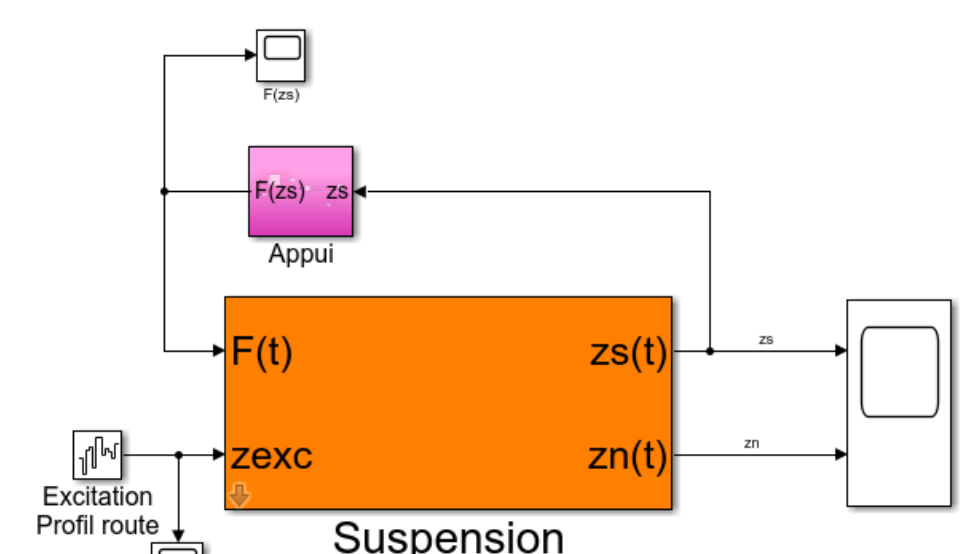 F(zs)
F(zs) zs
Appui
F(t) zs(t) zs
zexc zn(t) zn
Excitation
Profil route
Suspension